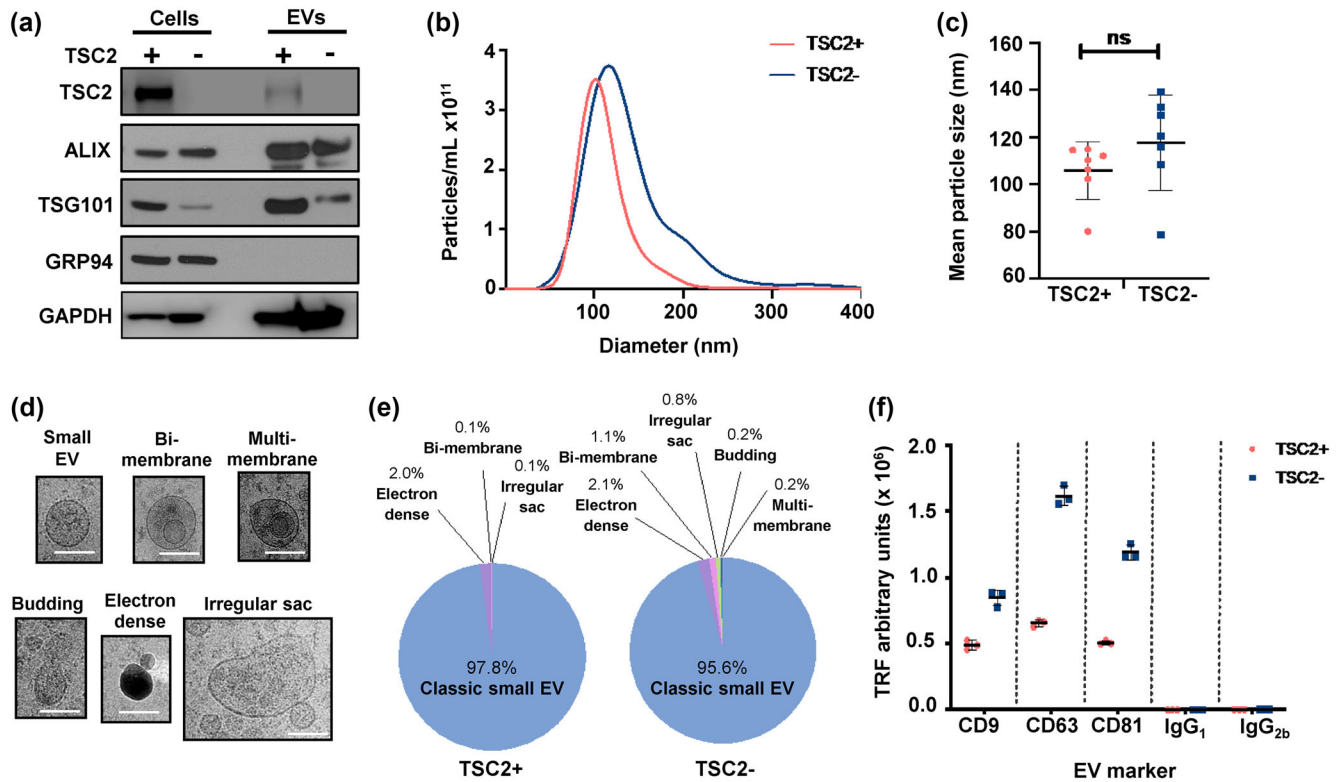 (a)
Cells EVs
TSC2 + - + -
TSC2
ALIX
TSG101
GRP94
GAPDH
(b)
TSC2+
TSC2-
Particles/mL x10¹¹
4
3
2
1
0
100 200 300 400
Diameter (nm)
(c)
ns
Mean particle size (nm)
160
140
120
100
80
60
TSC2+ TSC2-
(d)
Small
EV
Bi-
membrane
Multi-
membrane
Budding
Electron
dense
Irregular sac
(e)
2.0%
Electron
dense
0.1%
Bi-membrane
0.1%
Irregular
sac
97.8%
Classic small EV
TSC2+
2.1%
Electron
dense
1.1%
Bi-membrane
0.8%
Irregular
sac
0.2%
Budding
0.2%
Multi-
membrane
95.6%
Classic small EV
TSC2-
(f)
TSC2+
TSC2-
TRF arbitrary units (x 10⁶)
2.0
1.5
1.0
0.5
0.0
CD9 CD63 CD81 IgG₁ IgG₂b
EV marker